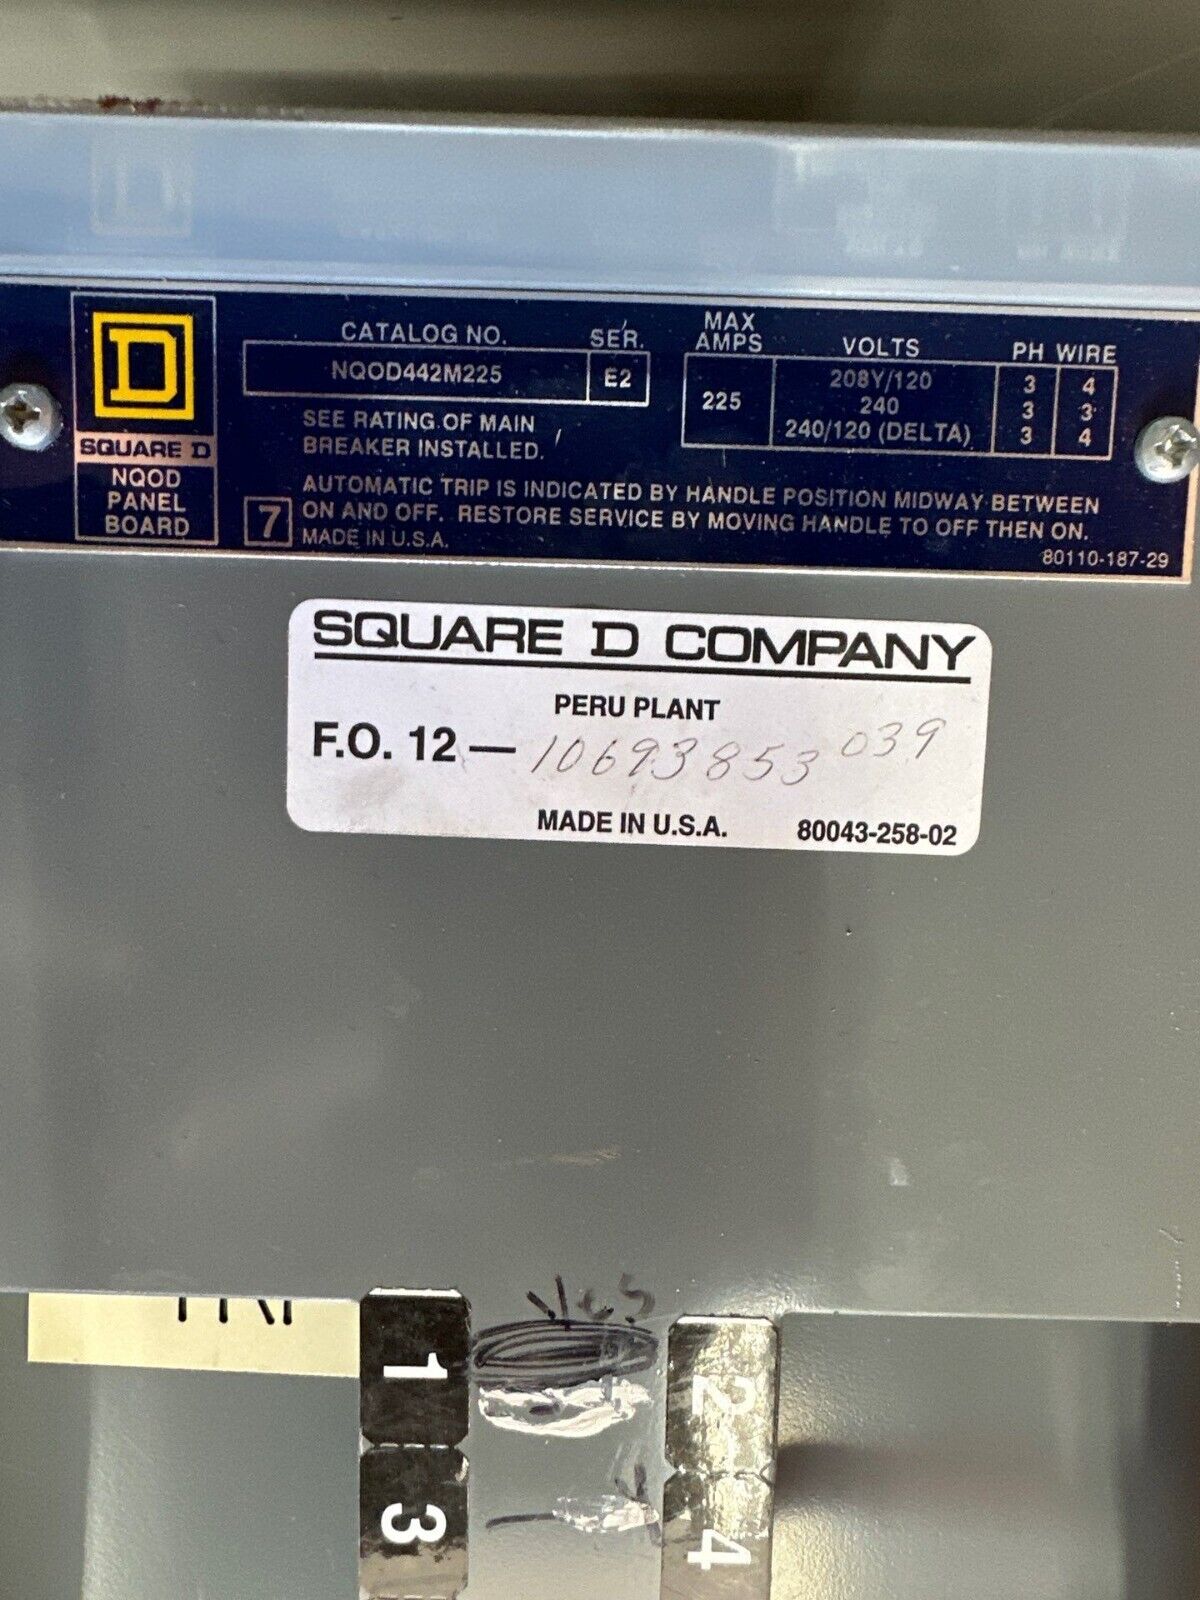 D
SQUARE D
NQOD
PANEL
BOARD
CATALOG NO. SER.
NQOD442M225 E2
SEE RATING OF MAIN
BREAKER INSTALLED.
MAX
AMPS VOLTS PH WIRE
225 208Y/120 3 4
240 3 3
240/120 (DELTA) 3 4
7 AUTOMATIC TRIP IS INDICATED BY HANDLE POSITION MIDWAY BETWEEN
ON AND OFF. RESTORE SERVICE BY MOVING HANDLE TO OFF THEN ON.
MADE IN U.S.A. 80110-187-29
SQUARE D COMPANY
PERU PLANT
F.O. 12 — 10693853 039
MADE IN U.S.A. 80043-258-02
Yes
1 2
3 4